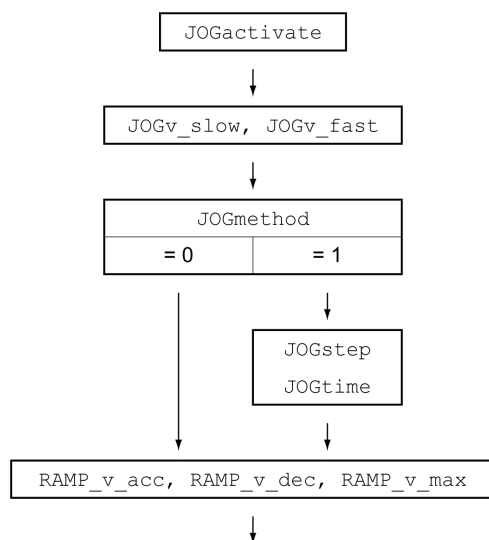 JOGactivate
JOGv_slow, JOGv_fast
JOGmethod
= 0 = 1
JOGstep
JOGtime
RAMP_v_acc, RAMP_v_dec, RAMP_v_max